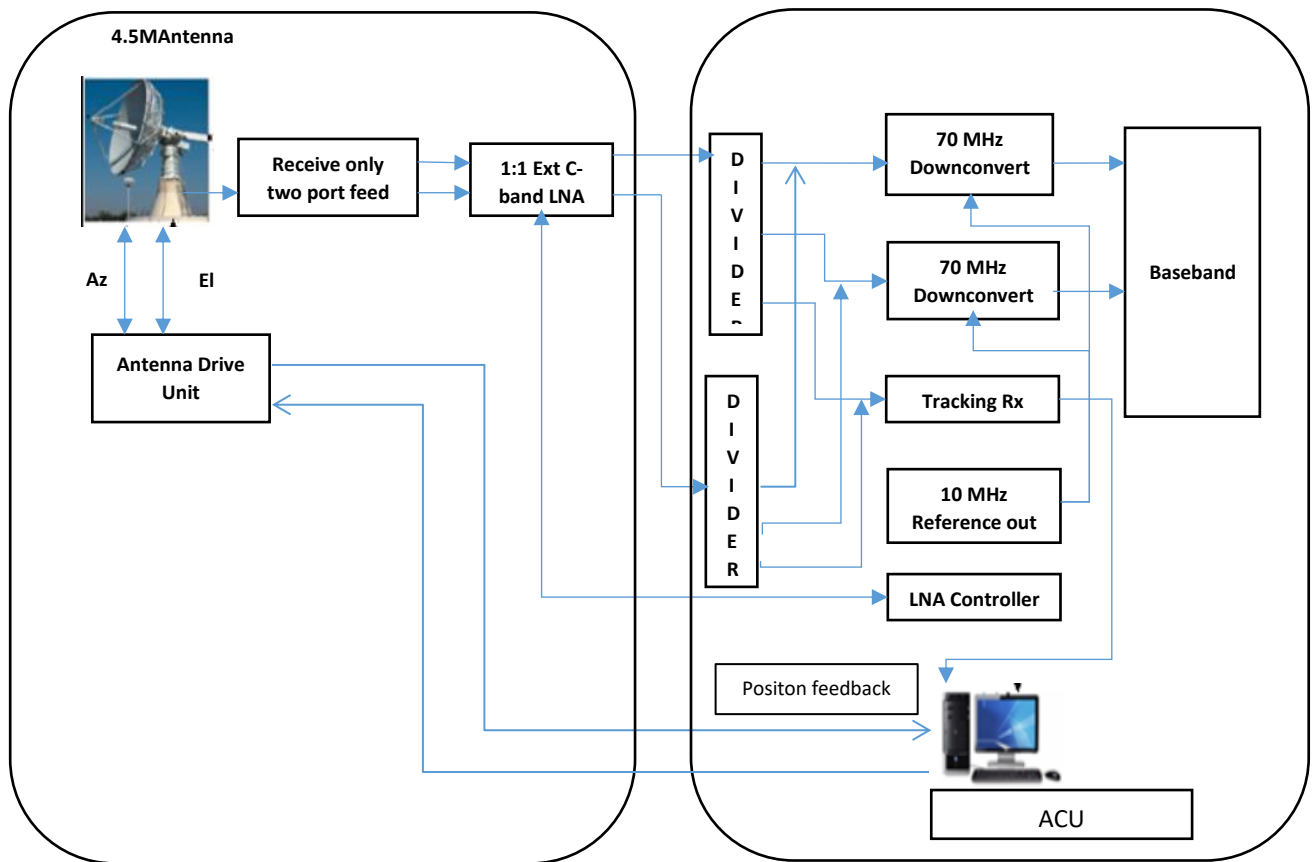 4.5MAntenna
Receive only
two port feed
1:1 Ext C-
band LNA
Az
El
Antenna Drive
Unit
D
I
V
I
D
E
R
D
I
V
I
D
E
R
70 MHz
Downconvert
70 MHz
Downconvert
Tracking Rx
10 MHz
Reference out
LNA Controller
Baseband
Positon feedback
ACU